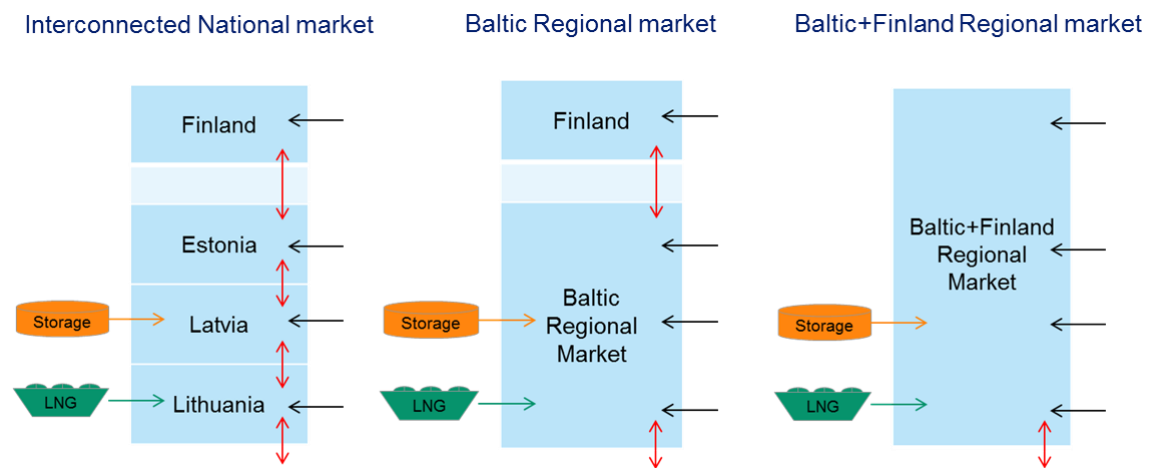 Interconnected National market
Baltic Regional market
Baltic+Finland Regional market
Finland
Estonia
Latvia
Lithuania
Storage
LNG
Finland
Baltic
Regional
Market
Storage
LNG
Baltic+Finland
Regional
Market
Storage
LNG